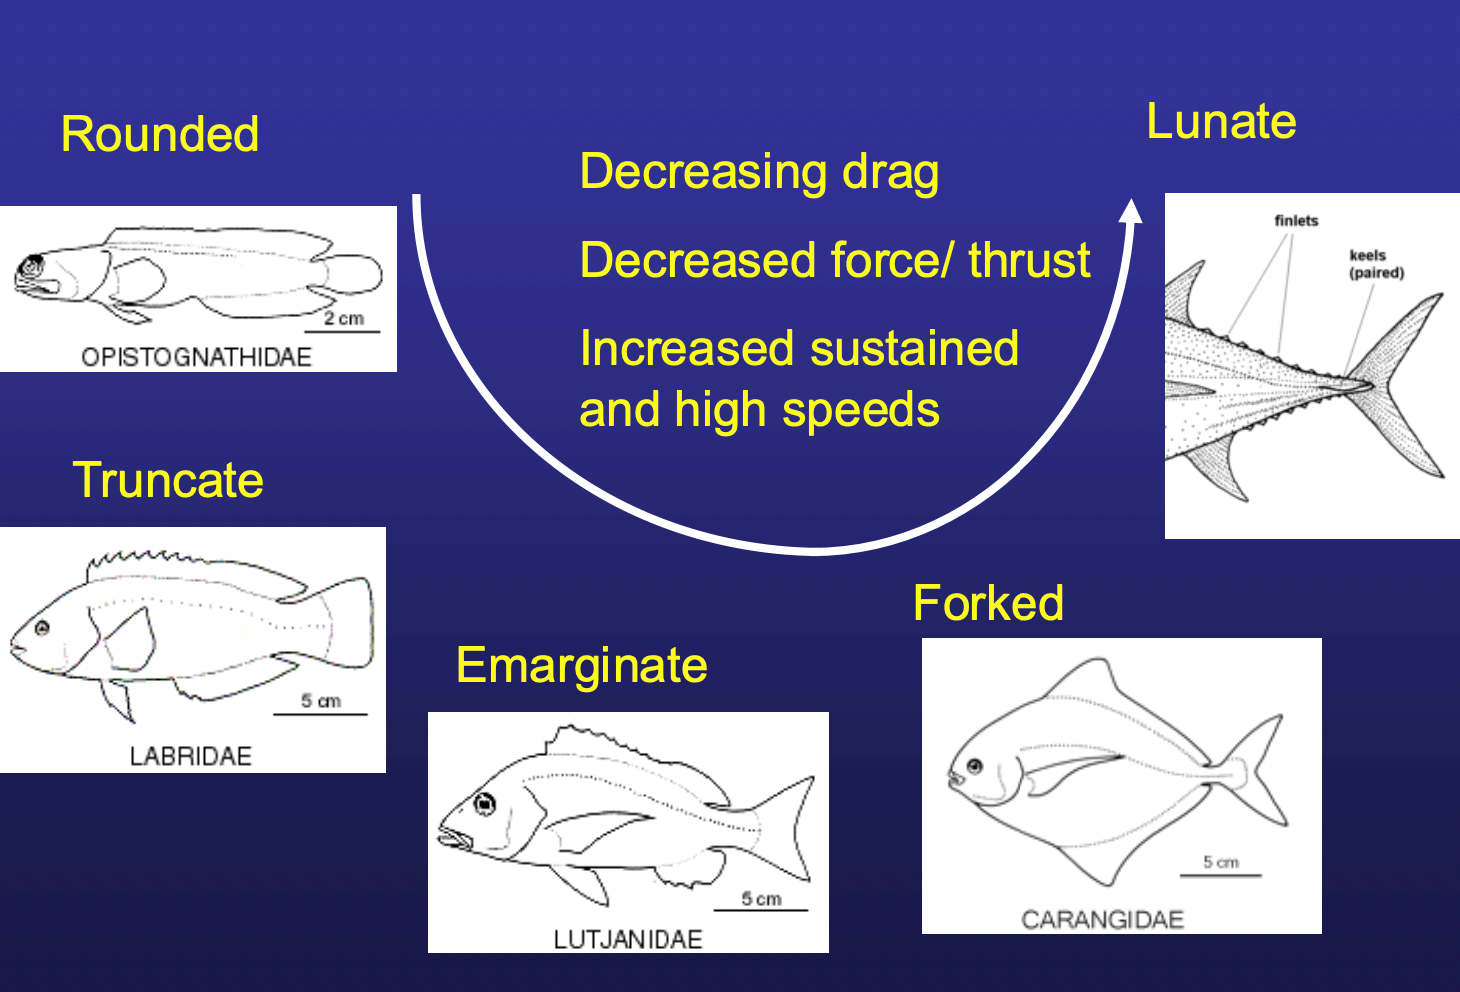 Rounded
2 cm
OPISTOGNATHIDAE
Truncate
5 cm
LABRIDAE
Emarginate
5 cm
LUTJANIDAE
Forked
5 cm
CARANGIDAE
Lunate
finlets
keels
(paired)
Decreasing drag
Decreased force/ thrust
Increased sustained
and high speeds